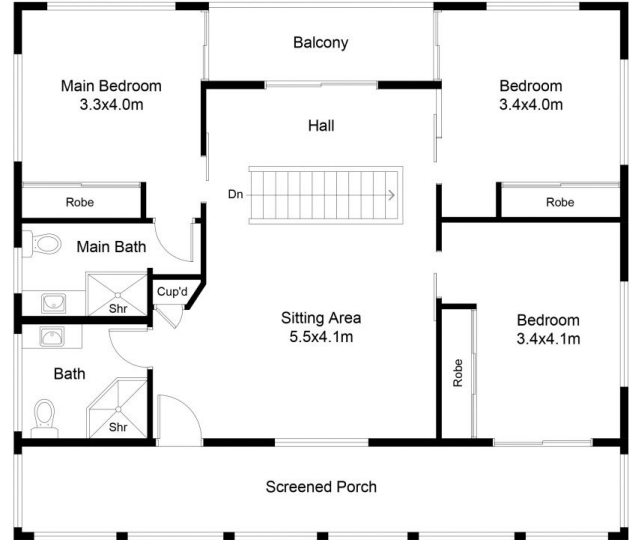 Balcony
Main Bedroom
3.3x4.0m
Bedroom
3.4x4.0m
Hall
Dn
Robe
Robe
Main Bath
Shr
Cup'd
Sitting Area
5.5x4.1m
Bedroom
3.4x4.1m
Robe
Bath
Shr
Screened Porch